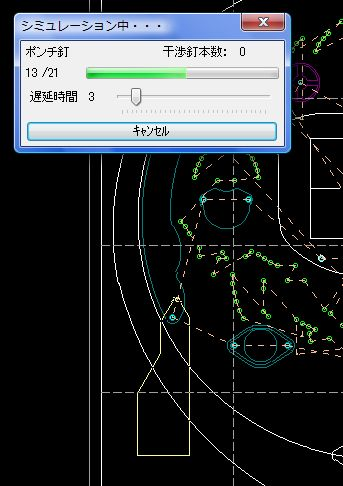 シミュレーション中・・・
ポンチ釘 干渉釘本数: 0
13 /21
遅延時間 3
キャンセル